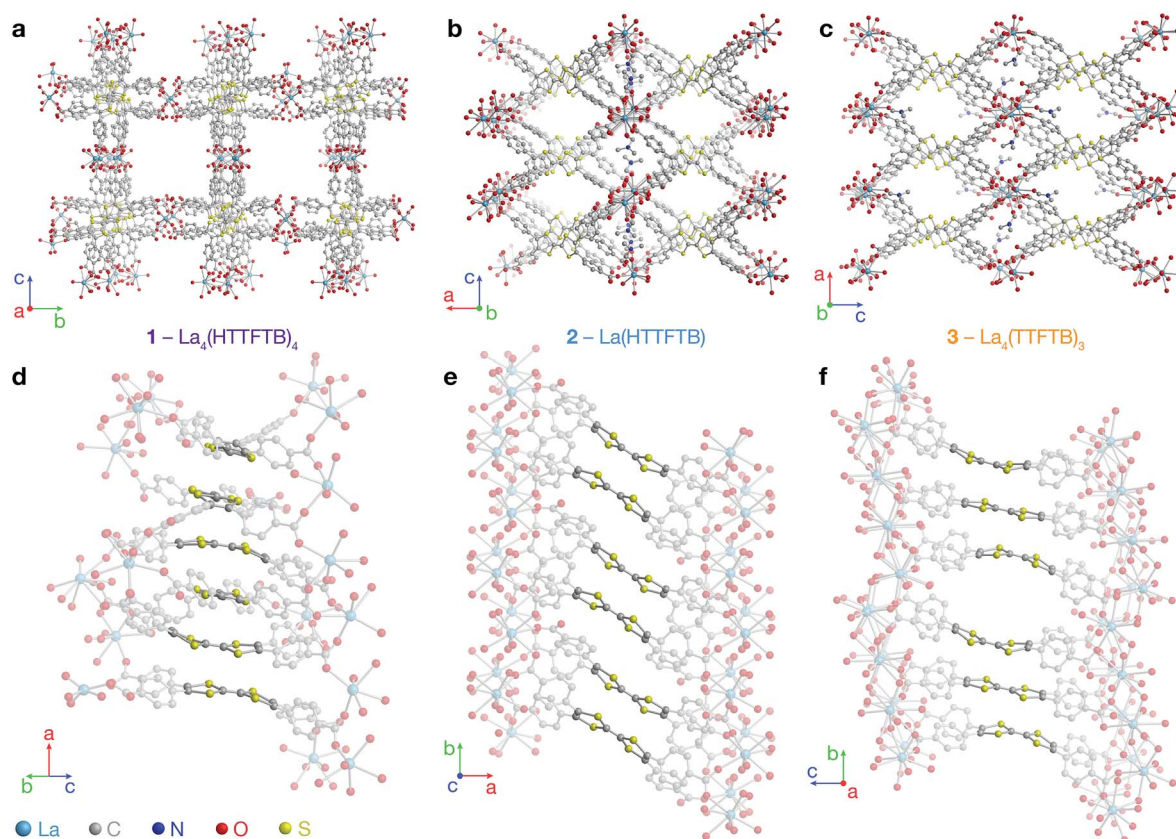 a
b
c
c
a
b
c
a
b
a
b
c
1 – La₄(HTTFTB)₄
2 – La(HTTFTB)
3 – La₄(TTFTB)₃
d
e
f
a
b
c
b
c
a
b
c
a
La C N O S